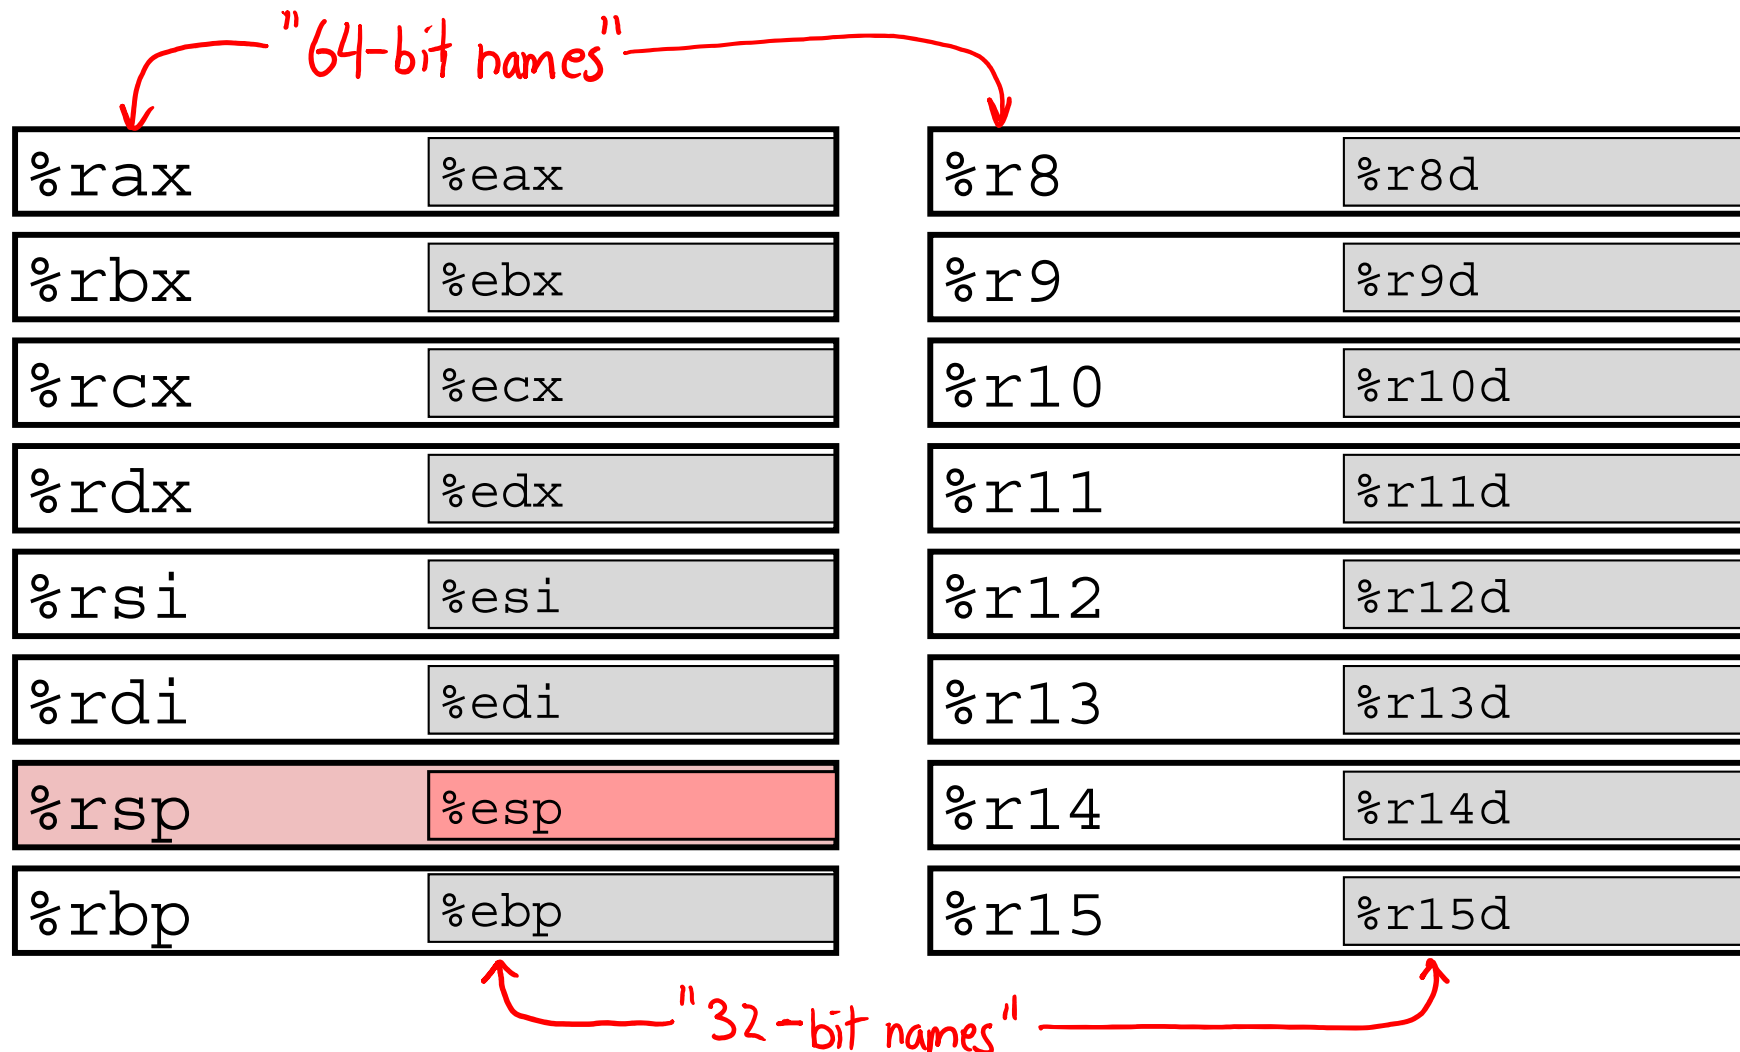 "64-bit names"
%rax %eax %r8 %r8d
%rbx %ebx %r9 %r9d
%rcx %ecx %r10 %r10d
%rdx %edx %r11 %r11d
%rsi %esi %r12 %r12d
%rdi %edi %r13 %r13d
%rsp %esp %r14 %r14d
%rbp %ebp %r15 %r15d
"32-bit names"